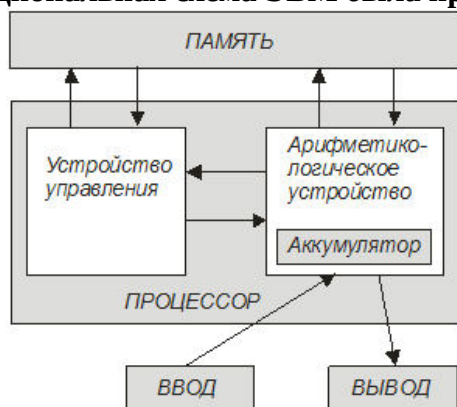 ПАМЯТЬ
Устройство
управления
Арифметико-
логическое
устройство
Аккумулятор
ПРОЦЕССОР
ВВОД
ВЫВОД